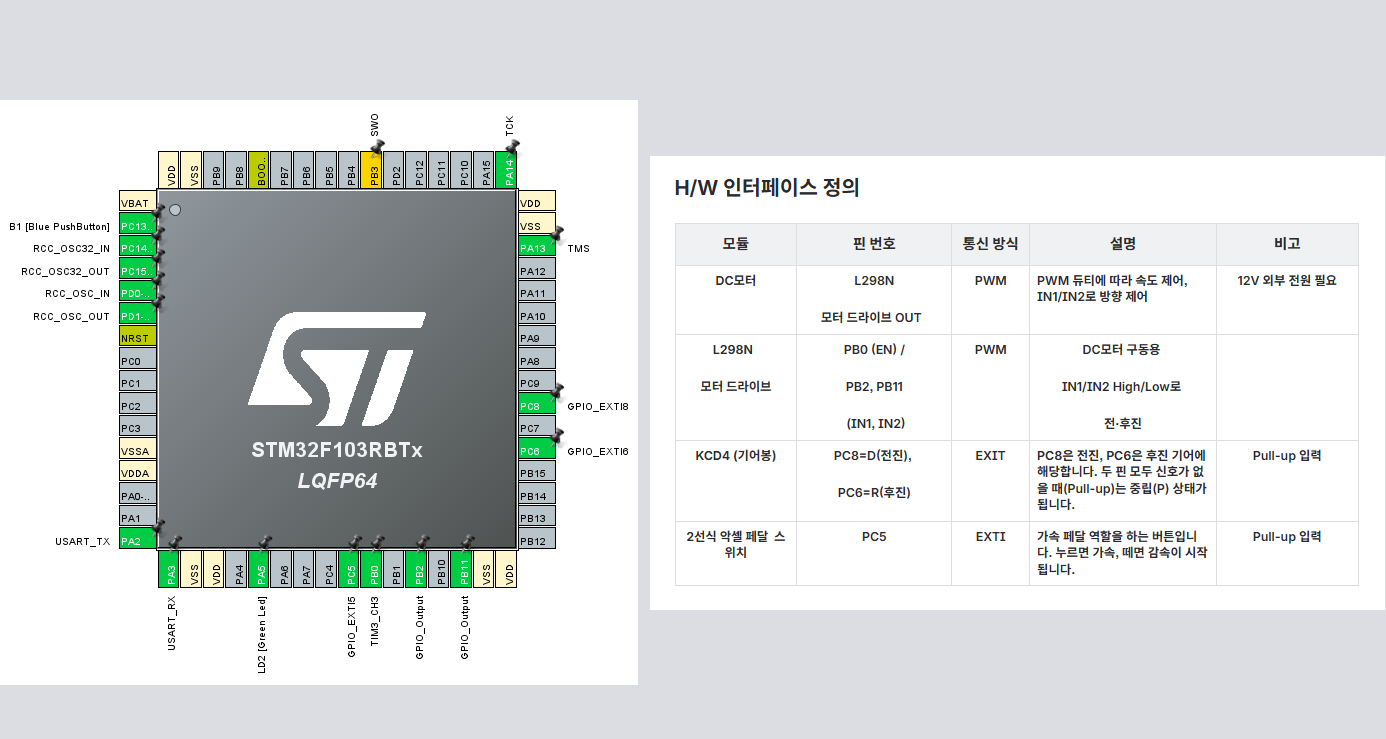 SWO
TCK
VDD
VSS
PB9
PB8
BOO..
PB7
PB6
PB5
PB4
PB3
PD2
PC12
PC11
PC10
PA15
PA14
VBAT
B1 [Blue PushButton] PC13..
RCC_OSC32_IN PC14..
RCC_OSC32_OUT PC15..
RCC_OSC_IN PD0-..
RCC_OSC_OUT PD1-..
NRST
PC0
PC1
PC2
PC3
VSSA
VDDA
PA0-..
PA1
USART_TX PA2
STM32F103RBTx
LQFP64
VDD
VSS
PA13 TMS
PA12
PA11
PA10
PA9
PA8
PC9
PC8 GPIO_EXTI8
PC7
PC6 GPIO_EXTI6
PB15
PB14
PB13
PB12
PA3
VSS
VDD
PA4
PA5
PA6
PA7
PC4
PC5
PB0
PB1
PB2
PB10
PB11
VSS
VDD
USART_RX
LD2 [Green Led]
GPIO_EXTI5
TIM3_CH3
GPIO_Output
GPIO_Output
H/W 인터페이스 정의
모듈 핀 번호 통신 방식 설명 비고
DC모터
L298N
모터 드라이브 OUT
PWM
PWM 듀티에 따라 속도 제어,
IN1/IN2로 방향 제어
12V 외부 전원 필요
L298N
모터 드라이브
PB0 (EN) /
PB2, PB11
(IN1, IN2)
PWM
DC모터 구동용
IN1/IN2 High/Low로
전·후진
KCD4 (기어봉)
PC8=D(전진),
PC6=R(후진)
EXIT
PC8은 전진, PC6은 후진 기어에
해당합니다. 두 핀 모두 신호가 없
을 때(Pull-up)는 중립(P) 상태가
됩니다.
Pull-up 입력
2선식 악셀 페달 스
위치
PC5
EXTI
가속 페달 역할을 하는 버튼입니
다. 누르면 가속, 떼면 감속이 시작
됩니다.
Pull-up 입력